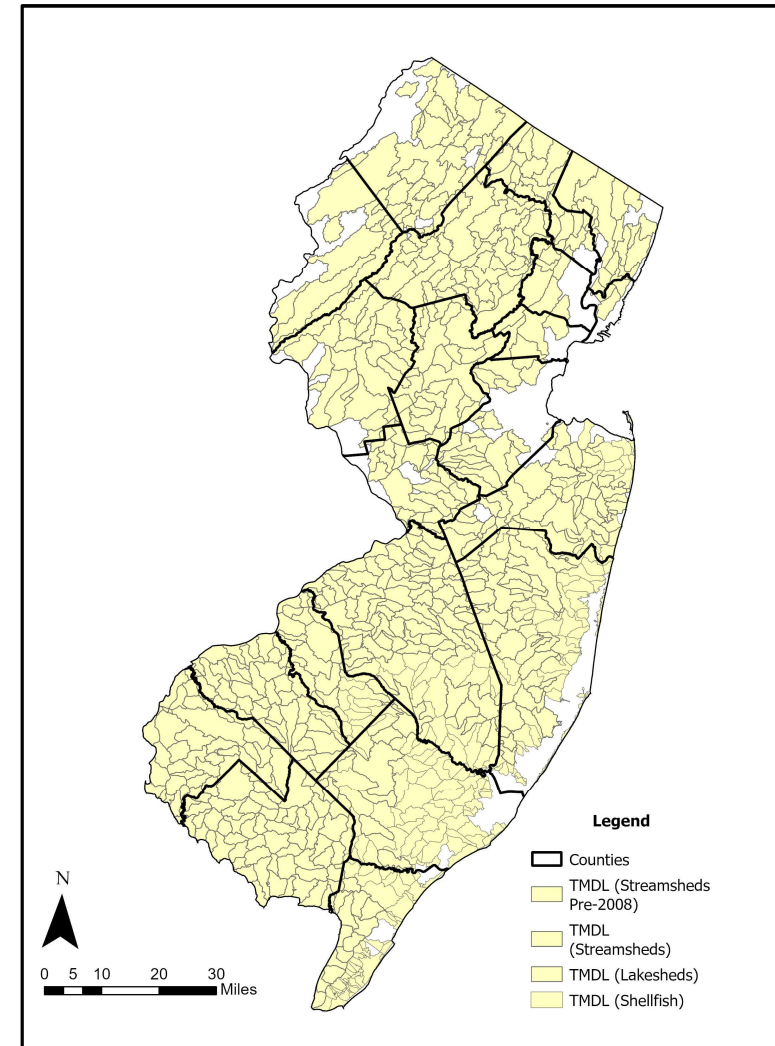 Legend
Counties
TMDL (Streamsheds
Pre-2008)
TMDL
(Streamsheds)
TMDL (Lakesheds)
TMDL (Shellfish)
N
0 5 10 20 30
Miles